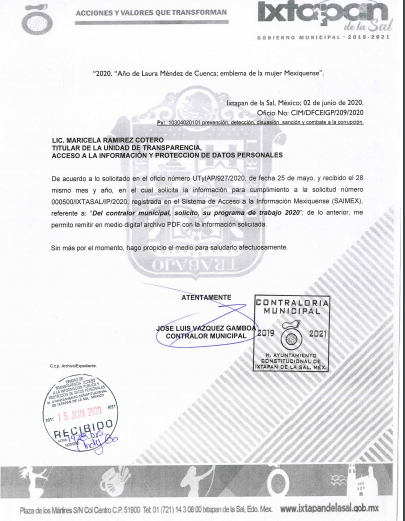 ACCIONES Y VALORES QUE TRANSFORMAN
Ixtapan
de la Sal
GOBIERNO MUNICIPAL · 2019-2021
"2020. "Año de Laura Méndez de Cuenca; emblema de la mujer Mexiquense".
Ixtapan de la Sal, México; 02 de junio de 2020.
Oficio No: CIM/DFCEIGP/209/2020
Py: 10304020101 prevención, detección, disuasión, sanción y combate a la corrupción.
LIC. MARICELA RAMIREZ COTERO
TITULAR DE LA UNIDAD DE TRANSPARENCIA,
ACCESO A LA INFORMACIÓN Y PROTECCION DE DATOS PERSONALES
De acuerdo a lo solicitado en el oficio número UTyIAP/927/2020, de fecha 25 de mayo, y recibido el 28
mismo mes y año, en el cual solicita la información para cumplimiento a la solicitud número
000500/IXTASAL/IP/2020, registrada en el Sistema de Acceso a la Información Mexiquense (SAIMEX),
referente a: "Del contralor municipal, solicito, su programa de trabajo 2020"; de lo anterior, me
permito remitir en medio digital archivo PDF con la información solicitada.
Sin más por el momento, hago propicio el medio para saludarlo afectuosamente.
TRABAJO
ATENTAMENTE
JOSE LUIS VAZQUEZ GAMBOA
CONTRALOR MUNICIPAL
CONTRALORIA
MUNICIPAL
2019 2021
H. AYUNTAMIENTO
CONSTITUCIONAL DE
IXTAPAN DE LA SAL, MÉX.
C.c.p. Archivo/Expediente
15 JUN 2020
RECIBIDO
Plaza de los Mártires S/N Col Centro C.P. 51900 Tel: 01 (721) 14 3 06 00 Ixtapan de la Sal, Edo. Mex. www.ixtapandelasal.gob.mx